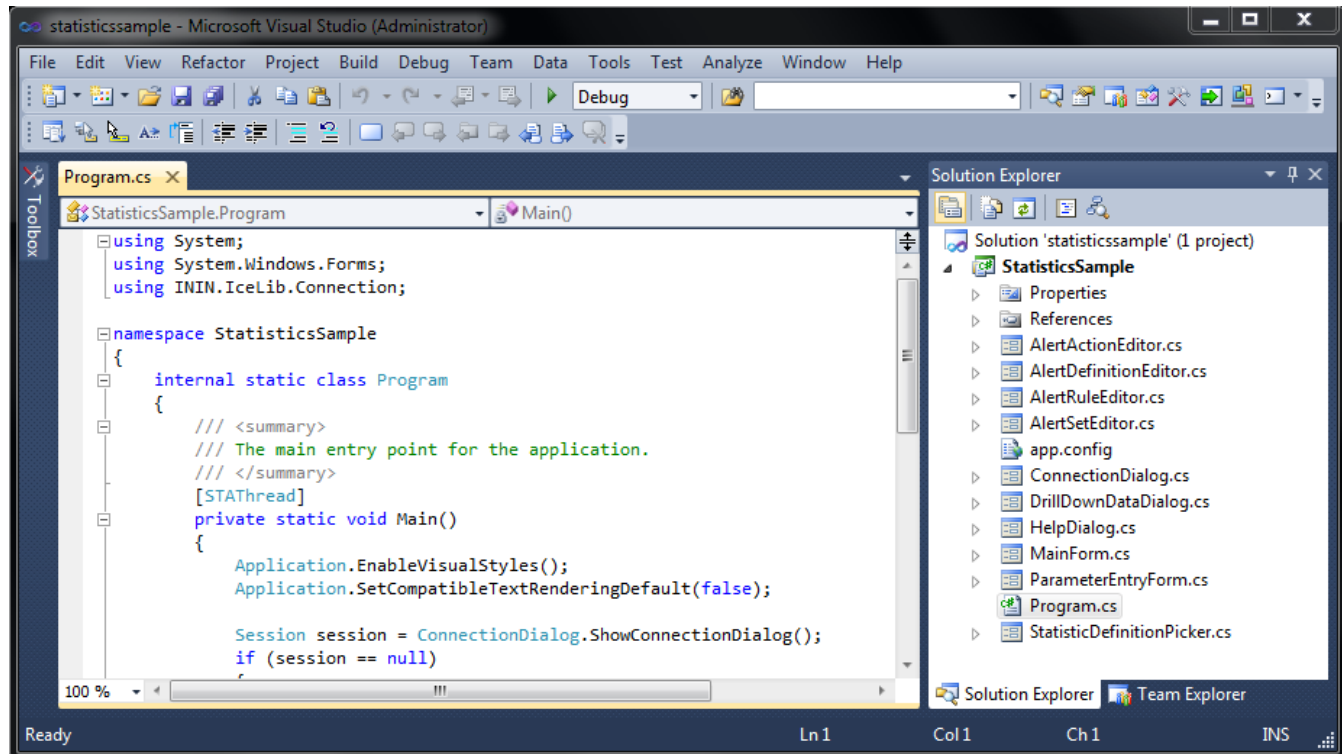 statisticssample - Microsoft Visual Studio (Administrator)
File Edit View Refactor Project Build Debug Team Data Tools Test Analyze Window Help
Debug
Toolbox
Program.cs
StatisticsSample.Program
Main()
using System;
using System.Windows.Forms;
using ININ.IceLib.Connection;
namespace StatisticsSample
{
internal static class Program
{
/// <summary>
/// The main entry point for the application.
/// </summary>
[STAThread]
private static void Main()
{
Application.EnableVisualStyles();
Application.SetCompatibleTextRenderingDefault(false);
Session session = ConnectionDialog.ShowConnectionDialog();
if (session == null)
100 %
Solution Explorer
Solution 'statisticssample' (1 project)
StatisticsSample
Properties
References
AlertActionEditor.cs
AlertDefinitionEditor.cs
AlertRuleEditor.cs
AlertSetEditor.cs
app.config
ConnectionDialog.cs
DrillDownDataDialog.cs
HelpDialog.cs
MainForm.cs
ParameterEntryForm.cs
Program.cs
StatisticDefinitionPicker.cs
Solution Explorer Team Explorer
Ready Ln 1 Col 1 Ch 1 INS